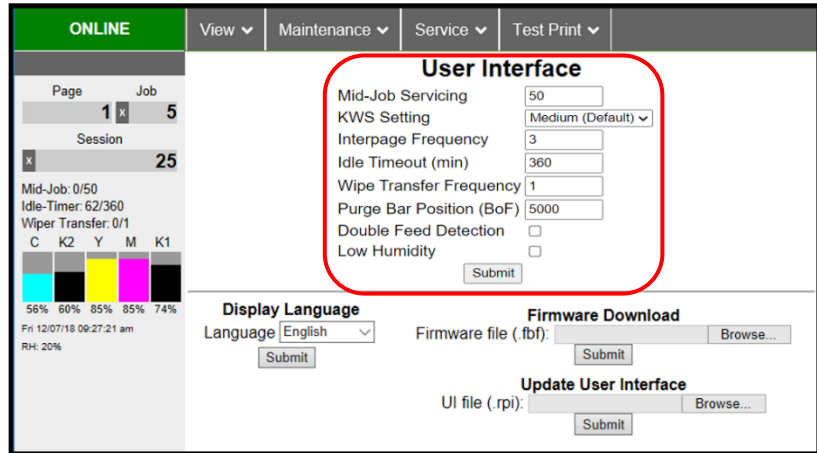 ONLINE
View Maintenance Service Test Print
Page Job
1 x 5
Session
x 25
Mid-Job: 0/50
Idle-Timer: 62/360
Wiper Transfer: 0/1
C K2 Y M K1
56% 60% 85% 85% 74%
Fri 12/07/18 09:27:21 am
RH: 20%
User Interface
Mid-Job Servicing 50
KWS Setting Medium (Default)
Interpage Frequency 3
Idle Timeout (min) 360
Wipe Transfer Frequency 1
Purge Bar Position (BoF) 5000
Double Feed Detection
Low Humidity
Submit
Display Language
Language English
Submit
Firmware Download
Firmware file (.fbf): Browse...
Submit
Update User Interface
UI file (.rpi): Browse...
Submit